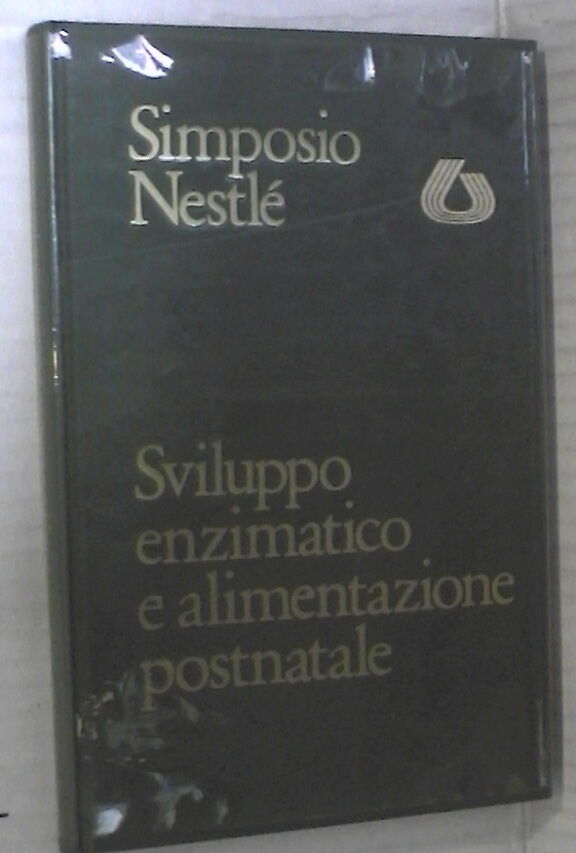 Simposio
Nestlé
Sviluppo
enzimatico
e alimentazione
postnatale